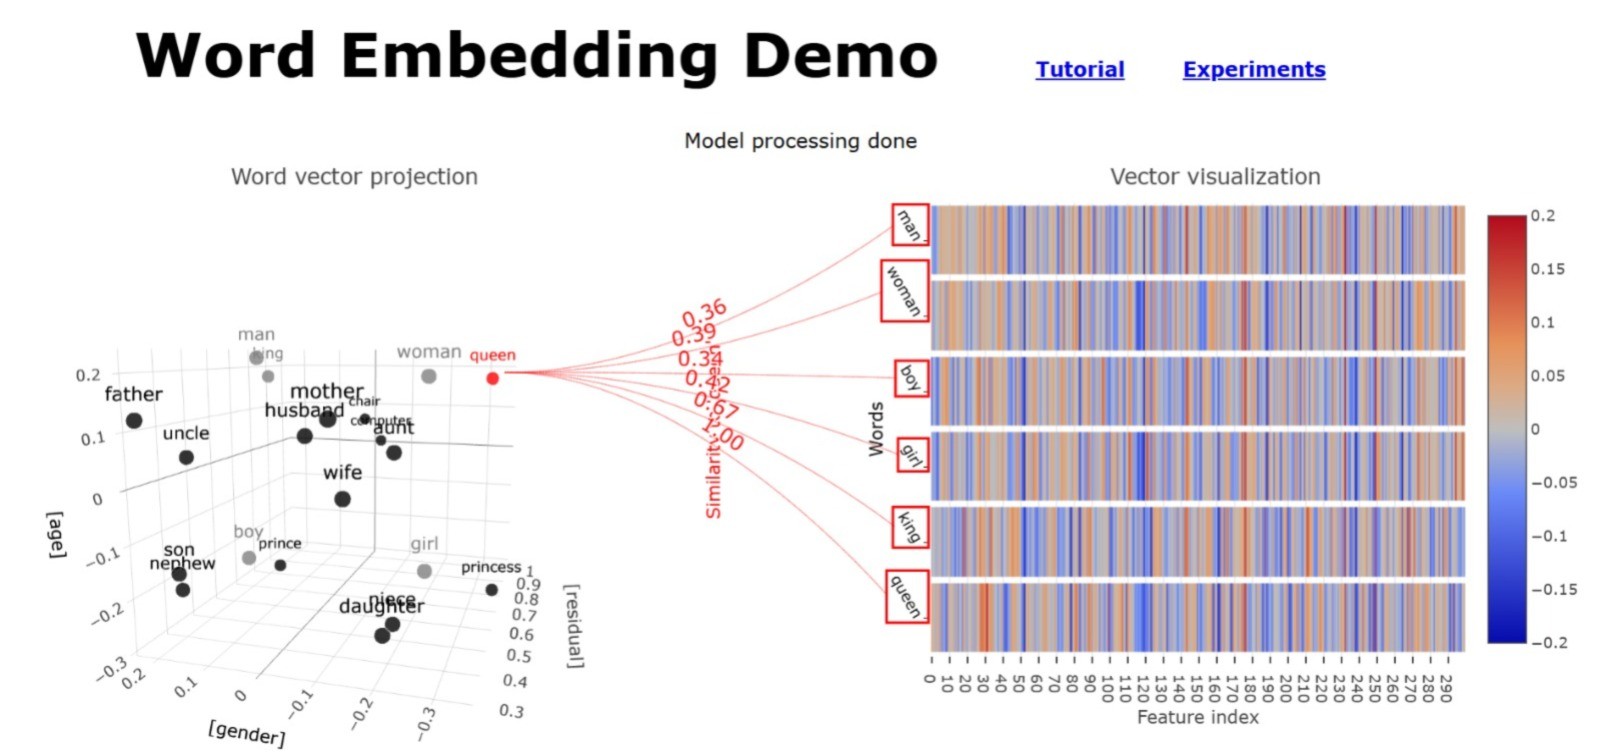 Word Embedding Demo
Tutorial
Experiments
Model processing done
Word vector projection
Vector visualization
man
king
woman
queen
father
mother
chair
husband
computer
aunt
uncle
wife
boy
prince
girl
princess
son
nephew
niece
daughter
0.2
0.1
0
−0.1
−0.2
−0.3
[age]
0.2
0.1
0
−0.1
−0.2
−0.3
[gender]
1
0.9
0.8
0.7
0.6
0.5
0.4
0.3
[residual]
0.36
0.39
0.34
0.42
0.67
1.00
Words
man
woman
boy
girl
king
queen
0 10 20 30 40 50 60 70 80 90 100 110 120 130 140 150 160 170 180 190 200 210 220 230 240 250 260 270 280 290
Feature index
0.2
0.15
0.1
0.05
0
−0.05
−0.1
−0.15
−0.2